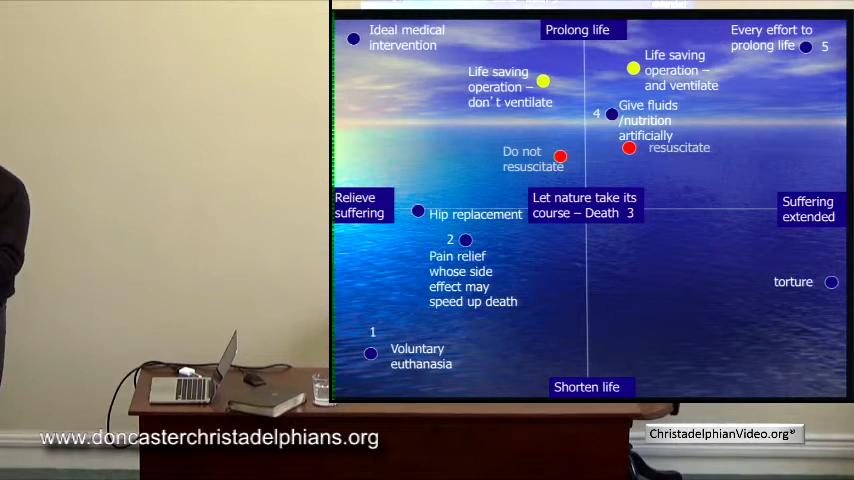 Ideal medical
intervention
Prolong life
Every effort to
prolong life 5
Life saving
operation –
don't ventilate
Life saving
operation –
and ventilate
4 Give fluids
/nutrition
artificially
Do not
resuscitate
resuscitate
Relieve
suffering
Let nature take its
course – Death 3
Suffering
extended
Hip replacement
2
Pain relief
whose side
effect may
speed up death
torture
1
Voluntary
euthanasia
Shorten life
www.doncasterchristadelphians.org
ChristadelphianVideo.org®